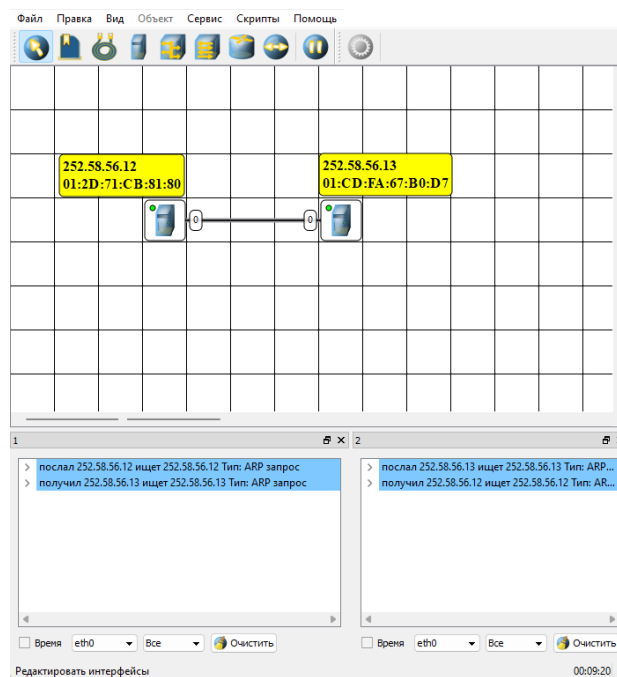 Файл Правка Вид Объект Сервис Скрипты Помощь
252.58.56.12
01:2D:71:CB:81:80
252.58.56.13
01:CD:FA:67:B0:D7
0
0
1
2
послал 252.58.56.12 ищет 252.58.56.12 Тип: ARP запрос
получил 252.58.56.13 ищет 252.58.56.13 Тип: ARP запрос
послал 252.58.56.13 ищет 252.58.56.13 Тип: ARP...
получил 252.58.56.12 ищет 252.58.56.12 Тип: AR...
Время eth0 Все Очистить
Время eth0 Все Очистить
Редактировать интерфейсы 00:09:20